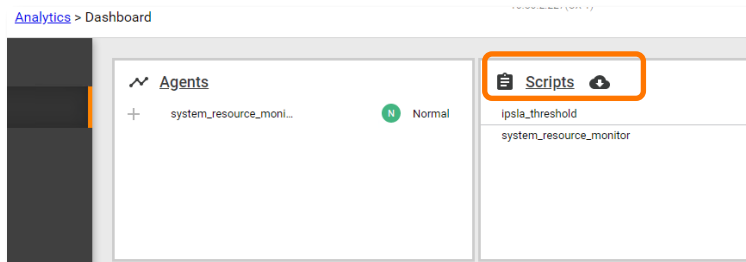 Analytics > Dashboard
Agents
system_resource_moni...
N Normal
Scripts
ipsla_threshold
system_resource_monitor